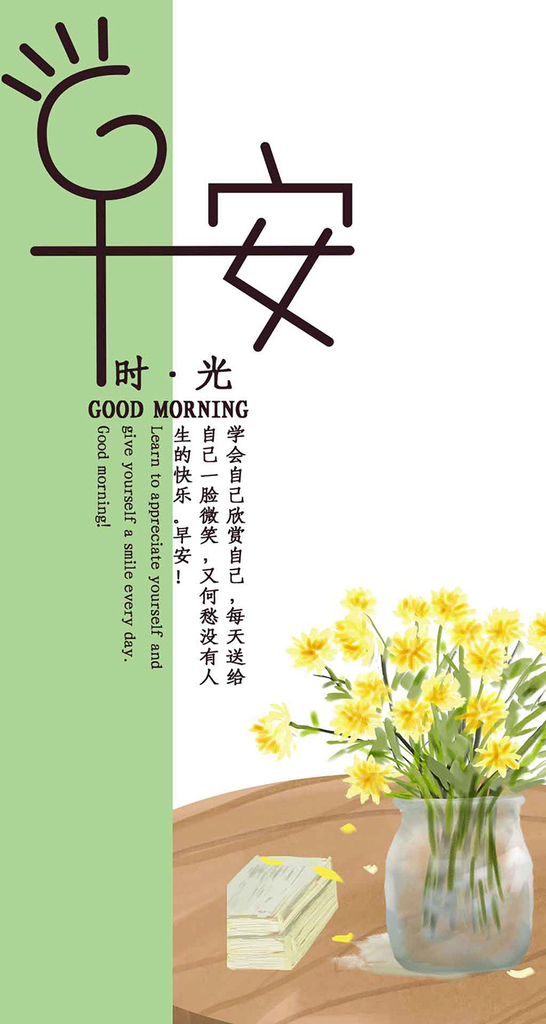 早安
时·光
GOOD MORNING
学会自己欣赏自己，每天送给
自己一脸微笑，又何愁没有人
生的快乐。早安！
Learn to appreciate yourself and
give yourself a smile every day.
Good morning!